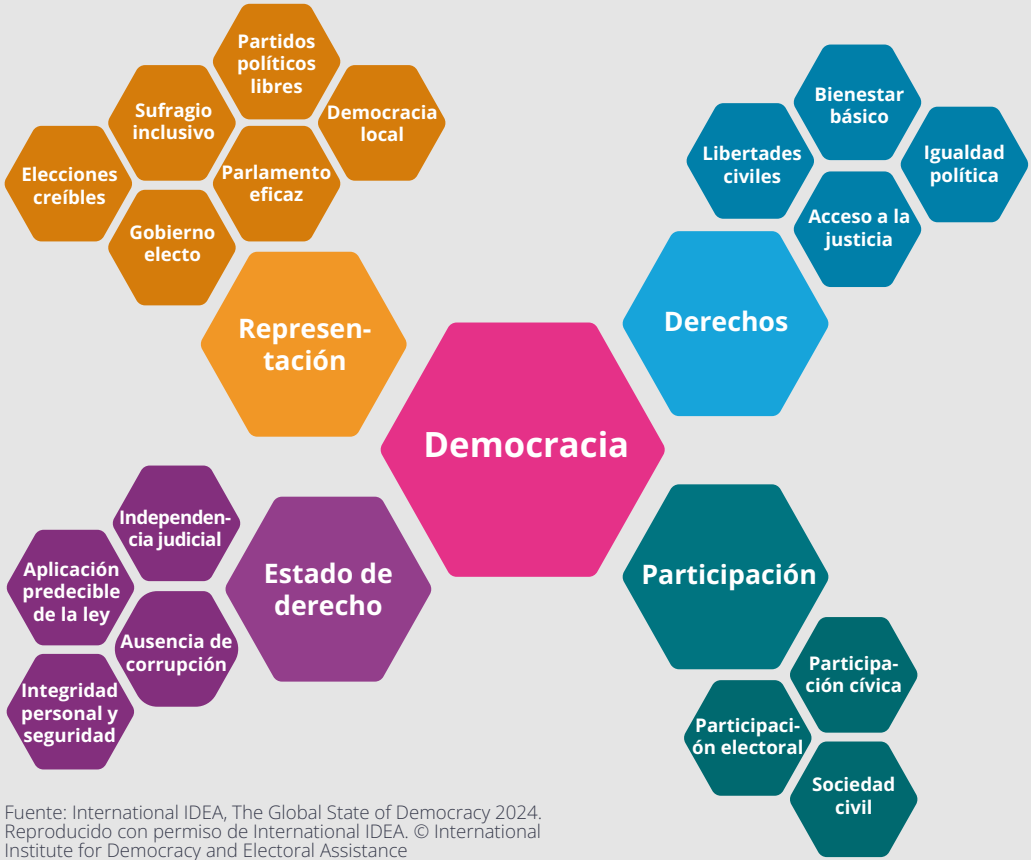 Partidos
políticos
libres
Sufragio
inclusivo
Democracia
local
Elecciones
creíbles
Parlamento
eficaz
Gobierno
electo
Represen-
tación
Bienestar
básico
Libertades
civiles
Igualdad
política
Acceso a la
justicia
Derechos
Democracia
Independen-
cia judicial
Aplicación
predecible
de la ley
Ausencia de
corrupción
Integridad
personal y
seguridad
Estado de
derecho
Participación
Participa-
ción cívica
Participaci-
ón electoral
Sociedad
civil
Fuente: International IDEA, The Global State of Democracy 2024.
Reproducido con permiso de International IDEA. © International
Institute for Democracy and Electoral Assistance